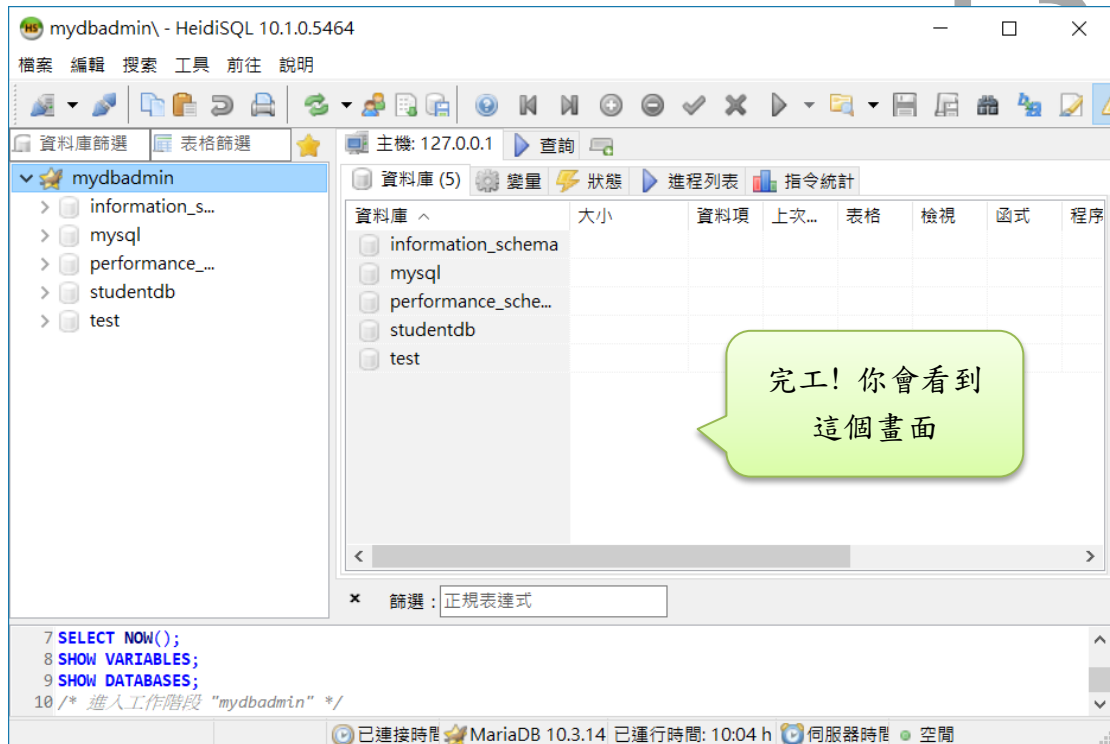 mydbadmin\ - HeidiSQL 10.1.0.5464
檔案 編輯 搜索 工具 前往 說明
資料庫篩選 表格篩選
主機: 127.0.0.1 查詢
mydbadmin
information_s...
mysql
performance_...
studentdb
test
資料庫 (5) 變量 狀態 進程列表 指令統計
資料庫 大小 資料項 上次... 表格 檢視 函式 程序
information_schema
mysql
performance_sche...
studentdb
test
完工! 你會看到
這個畫面
篩選: 正規表達式
7 SELECT NOW();
8 SHOW VARIABLES;
9 SHOW DATABASES;
10 /* 進入工作階段 "mydbadmin" */
已連接時間 MariaDB 10.3.14 已運行時間: 10:04 h 伺服器時間 空閒